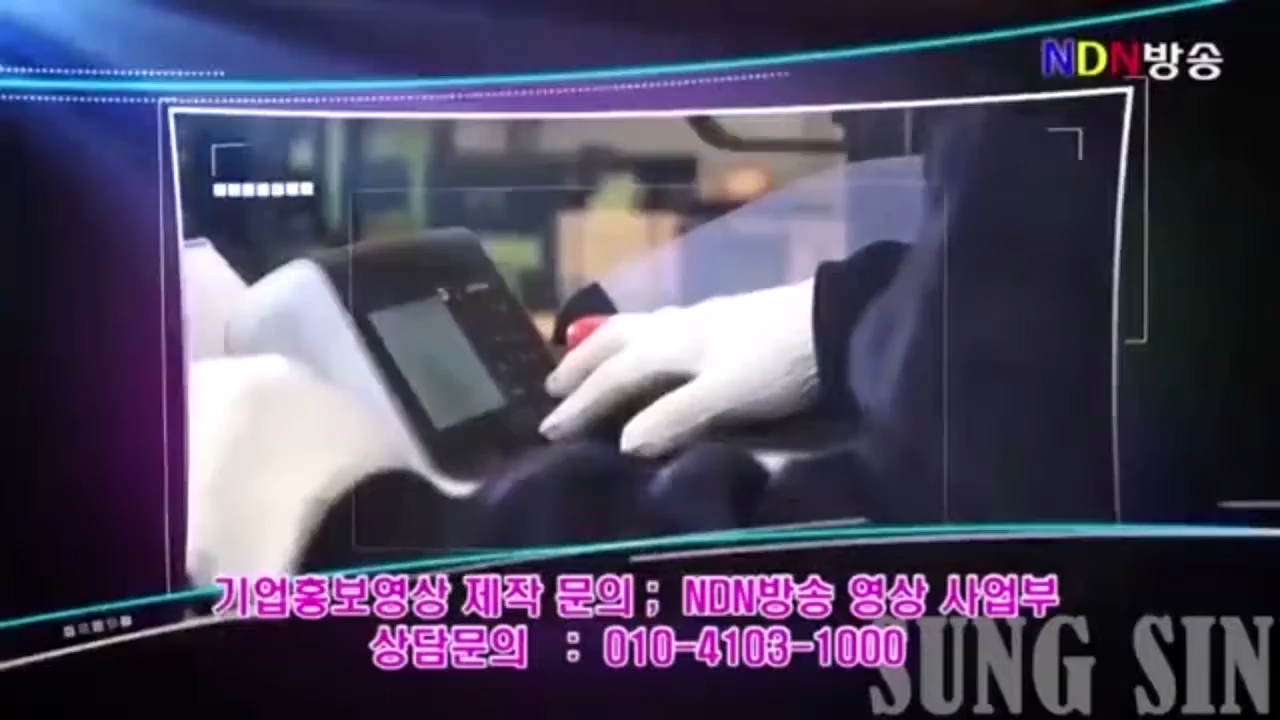 NDN방송
기업홍보영상 제작 문의 ; NDN방송 영상 사업부
상담문의 : 010-4103-1000
SUNG SIN